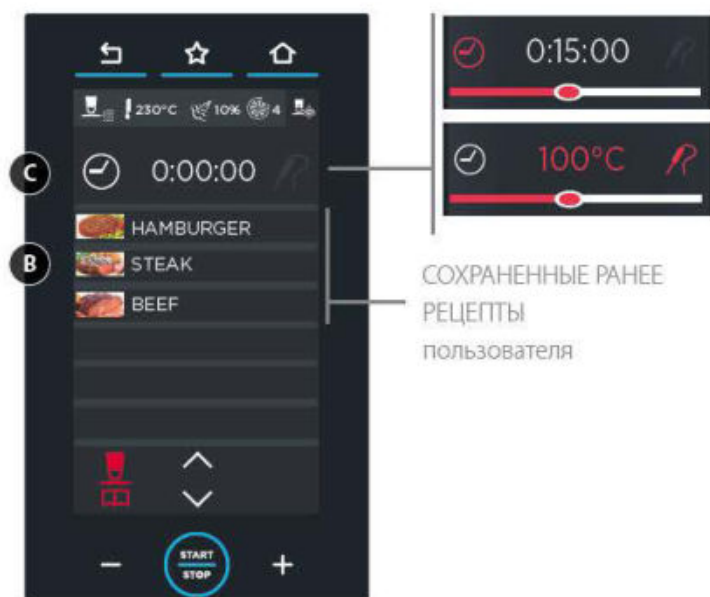 230°C 10% 4
C
0:00:00
B
HAMBURGER
STEAK
BEEF
START
STOP
0:15:00
100°C
СОХРАНЕННЫЕ РАНЕЕ
РЕЦЕПТЫ
пользователя